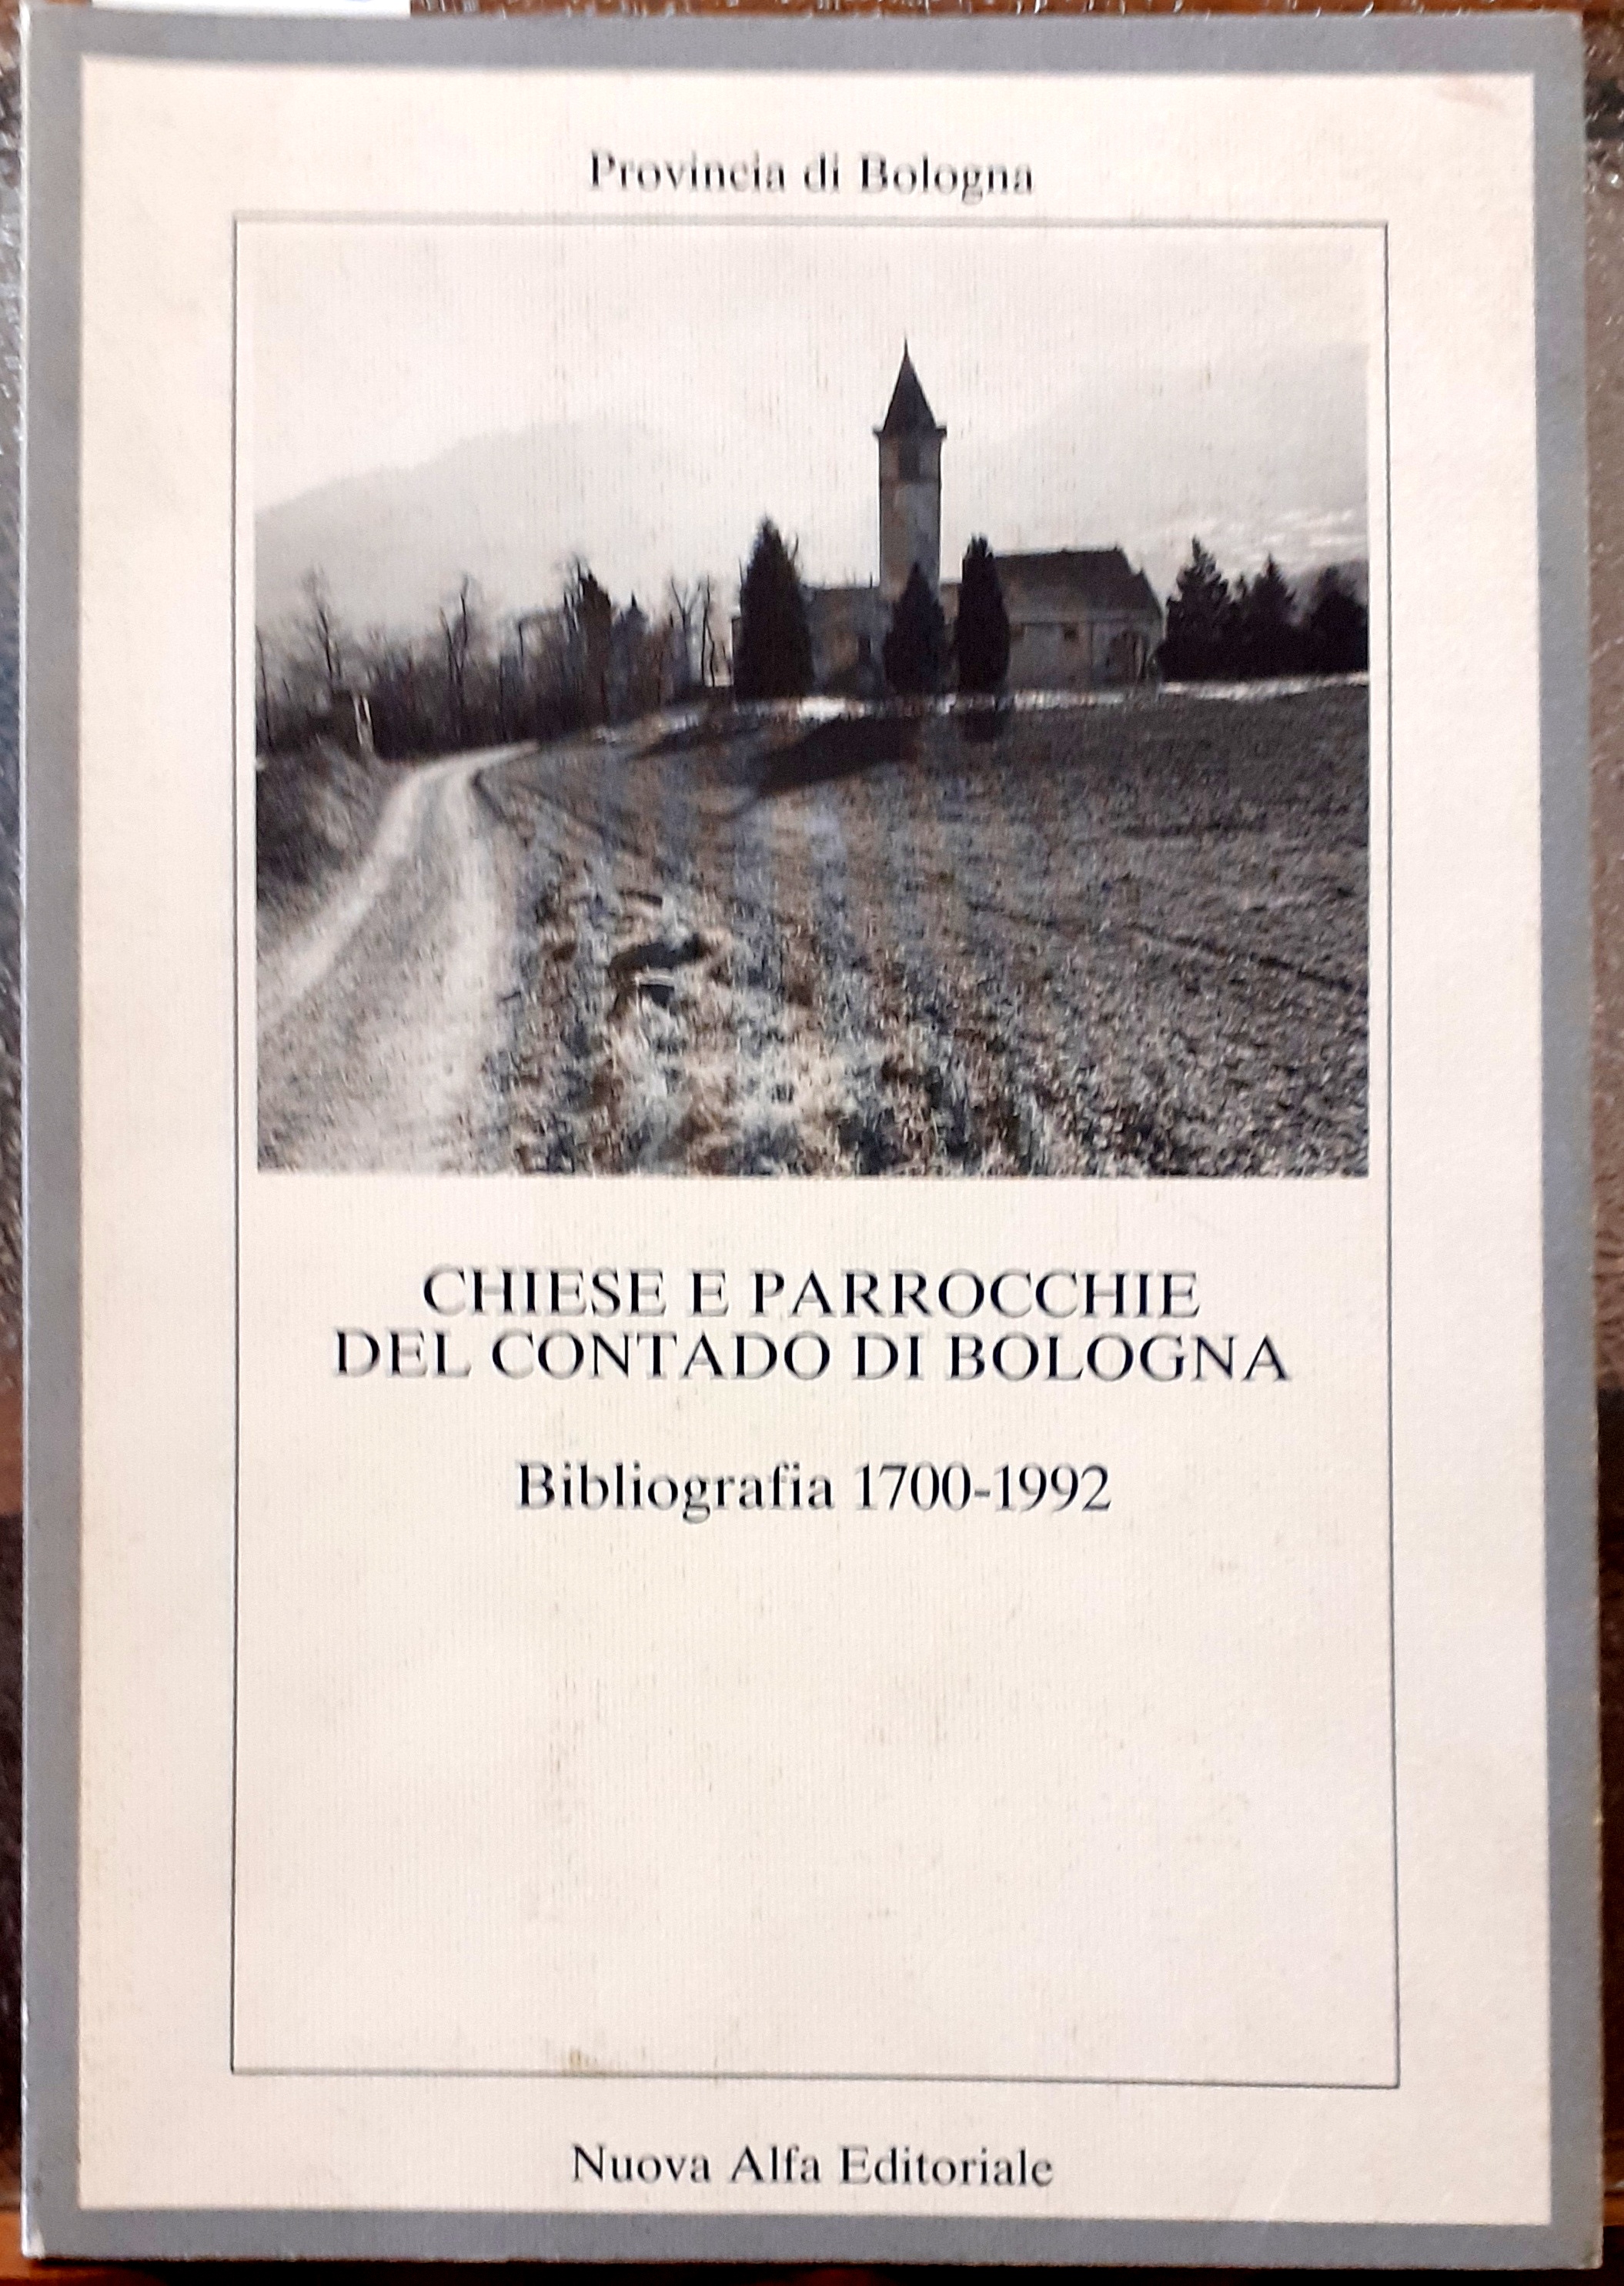 Provincia di Bologna
CHIESE E PARROCCHIE
DEL CONTADO DI BOLOGNA
Bibliografia 1700-1992
Nuova Alfa Editoriale